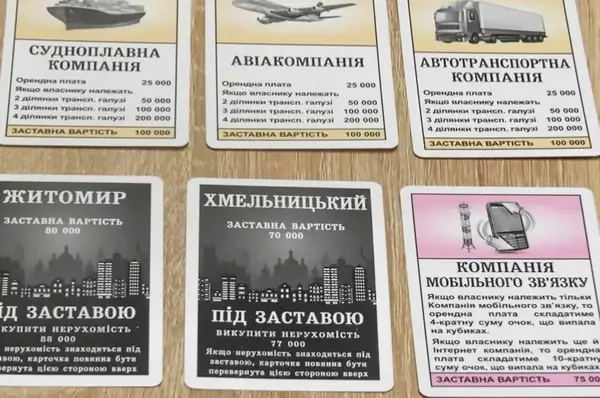 СУДНОПЛАВНА
КОМПАНІЯ
Орендна плата 25 000
Якщо власнику належать
2 ділянки трансп. галузі 50 000
3 ділянки трансп. галузі 100 000
4 ділянки трансп. галузі 200 000
ЗАСТАВНА ВАРТІСТЬ 100 000
АВІАКОМПАНІЯ
Орендна плата 25 000
Якщо власнику належать
2 ділянки трансп. галузі 50 000
3 ділянки трансп. галузі 100 000
4 ділянки трансп. галузі 200 000
ЗАСТАВНА ВАРТІСТЬ 100 000
АВТОТРАНСПОРТНА
КОМПАНІЯ
Орендна плата 25 000
Якщо власнику належать
2 ділянки трансп. галузі 50 000
3 ділянки трансп. галузі 100 000
4 ділянки трансп. галузі 200 000
ЗАСТАВНА ВАРТІСТЬ 100 000
ЖИТОМИР
ЗАСТАВНА ВАРТІСТЬ
80 000
ІД ЗАСТАВОЮ
КУПИТИ НЕРУХОМІСТЬ
88 000
нерухомість знаходиться під
авою, карточка повинна бути
перевернута цією стороною вверх
ХМЕЛЬНИЦЬКИЙ
ЗАСТАВНА ВАРТІСТЬ
70 000
ПІД ЗАСТАВОЮ
ВИКУПИТИ НЕРУХОМІСТЬ
77 000
Якщо нерухомість знаходиться під
заставою, карточка повинна бути
перевернута цією стороною вверх
КОМПАНІЯ
МОБІЛЬНОГО ЗВ'ЯЗКУ
Якщо власнику належить тільки
Компанія мобільного зв'язку, то
орендна плата складатиме
4-кратну суму очок, що випала
на кубиках.
Якщо власнику належить ще й
Інтернет компанія, то орендна
плата складатиме 10-кратну
суму очок, що випала на кубиках
ЗАСТАВНА ВАРТІСТЬ 75 00